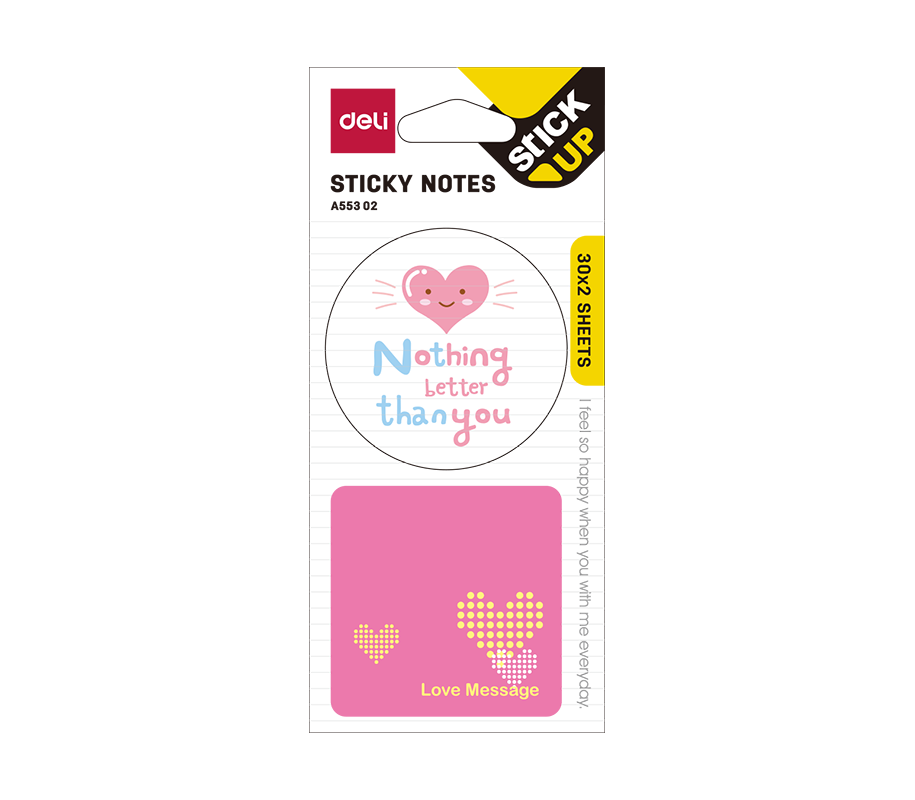 deli
STICK
UP
STICKY NOTES
A553 02
30x2 SHEETS
Nothing
better
than you
I feel so happy when you with me everyday.
Love Message